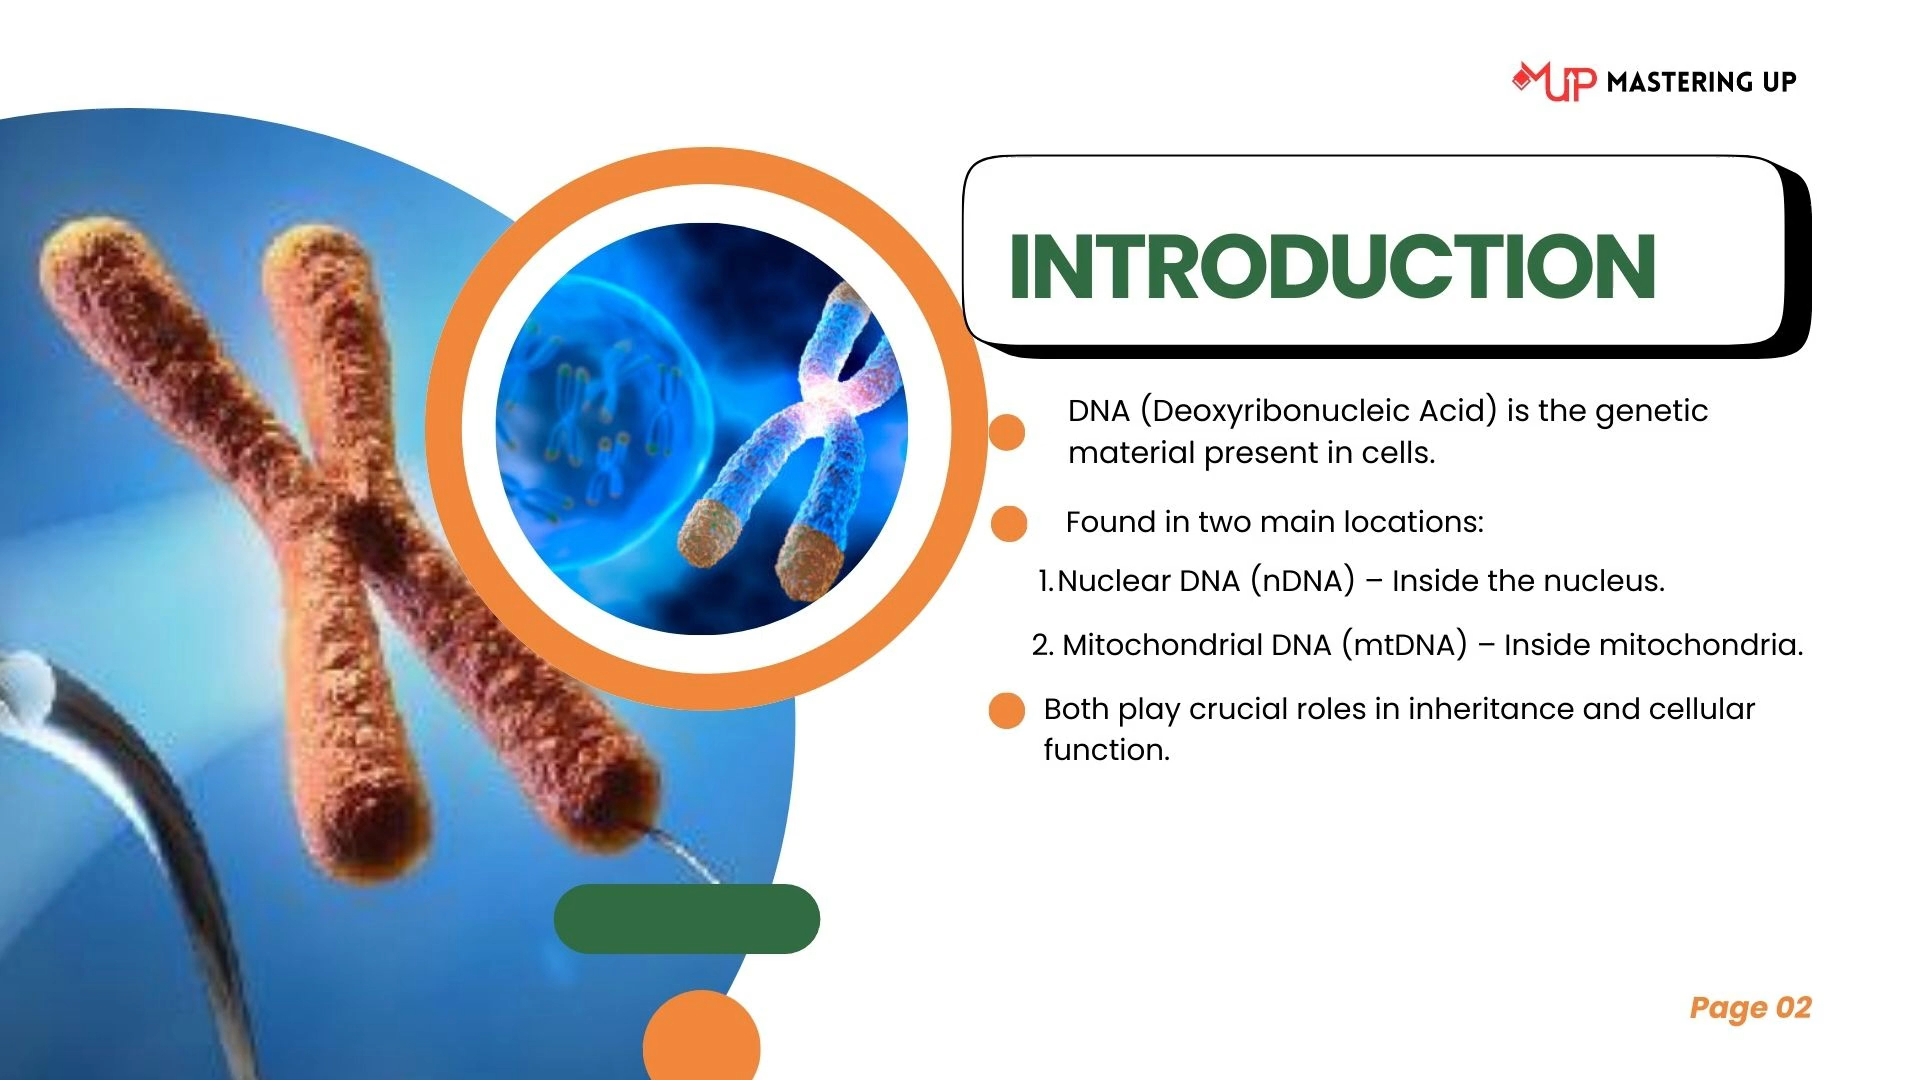 MUP MASTERING UP
INTRODUCTION
DNA (Deoxyribonucleic Acid) is the genetic
material present in cells.
Found in two main locations:
1. Nuclear DNA (nDNA) – Inside the nucleus.
2. Mitochondrial DNA (mtDNA) – Inside mitochondria.
Both play crucial roles in inheritance and cellular
function.
Page 02